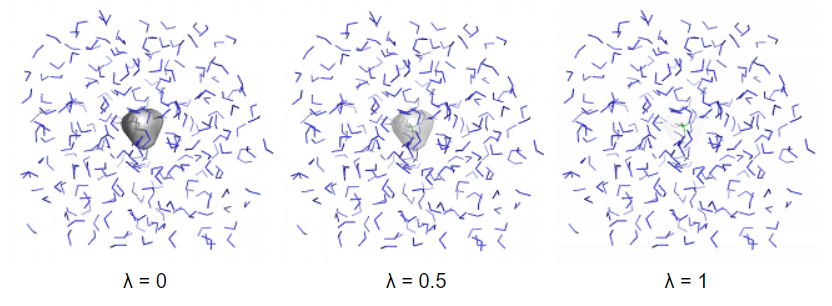 λ = 0
λ = 0.5
λ = 1